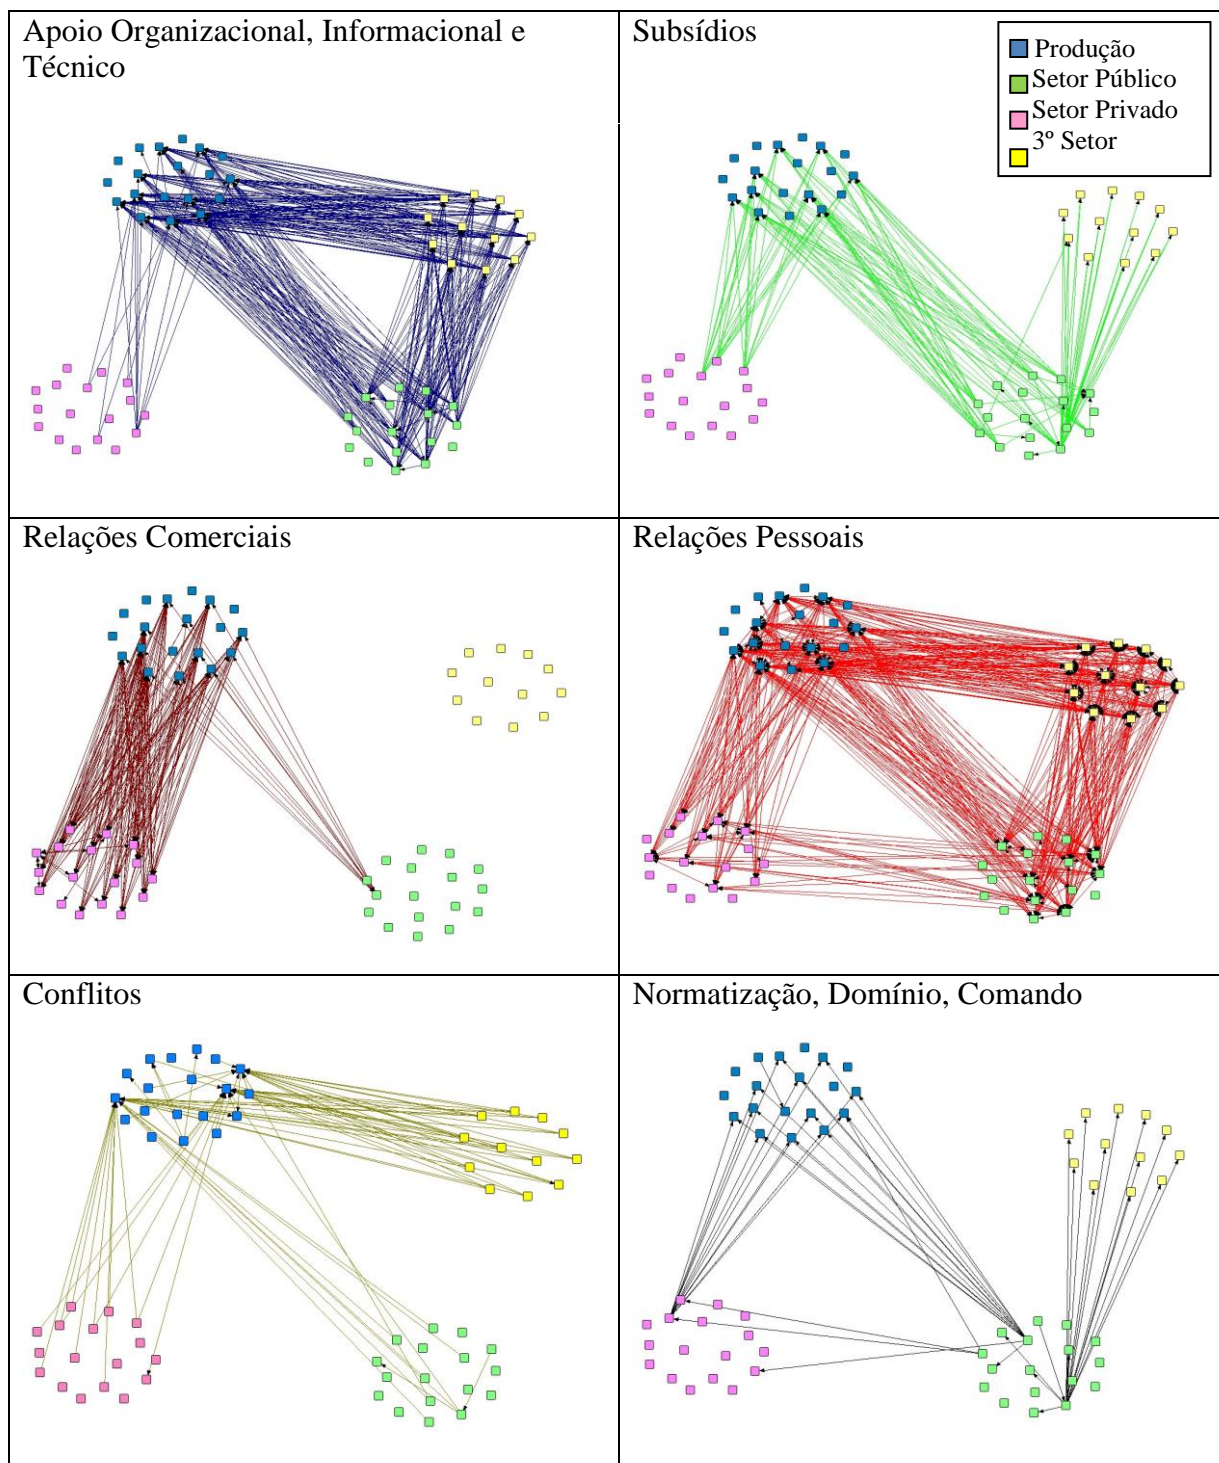 Apoio Organizacional, Informacional e
Técnico
Subsídios
Produção
Setor Público
Setor Privado
3º Setor
Relações Comerciais
Relações Pessoais
Conflitos
Normatização, Domínio, Comando